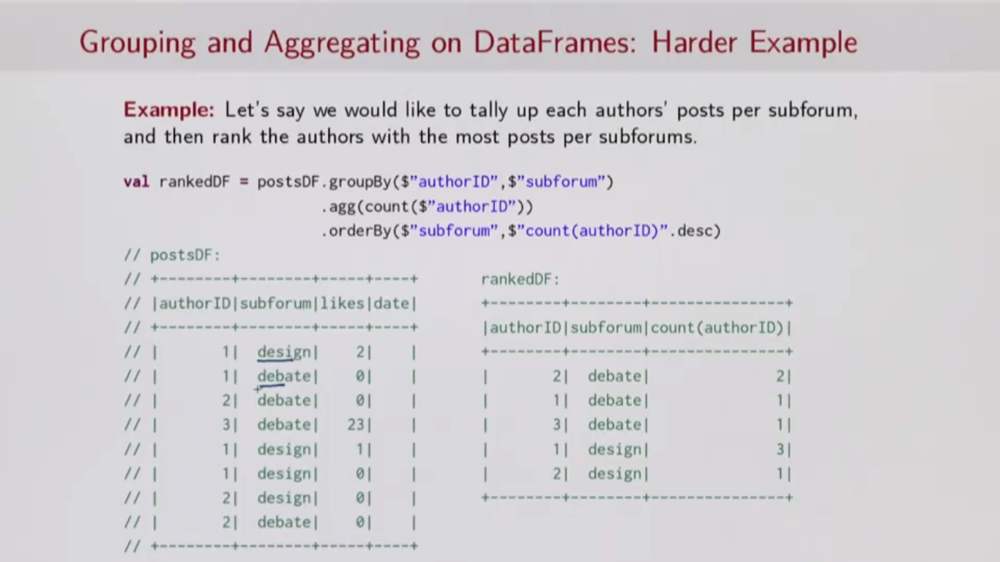 Grouping and Aggregating on DataFrames: Harder Example
Example: Let's say we would like to tally up each authors' posts per subforum,
and then rank the authors with the most posts per subforums.
val rankedDF = postsDF.groupBy($"authorID",$"subforum")
.agg(count($"authorID"))
.orderBy($"subforum",$"count(authorID)".desc)
// postsDF:
// +--------+--------+-----+----+
// |authorID|subforum|likes|date|
// +--------+--------+-----+----+
// | 1| design| 2| |
// | 1| debate| 0| |
// | 2| debate| 0| |
// | 3| debate| 23| |
// | 1| design| 1| |
// | 1| design| 0| |
// | 2| design| 0| |
// | 2| debate| 0| |
// +--------+--------+-----+----+
rankedDF:
+--------+--------+---------------+
|authorID|subforum|count(authorID)|
+--------+--------+---------------+
| 2| debate| 2|
| 1| debate| 1|
| 3| debate| 1|
| 1| design| 3|
| 2| design| 1|
+--------+--------+---------------+